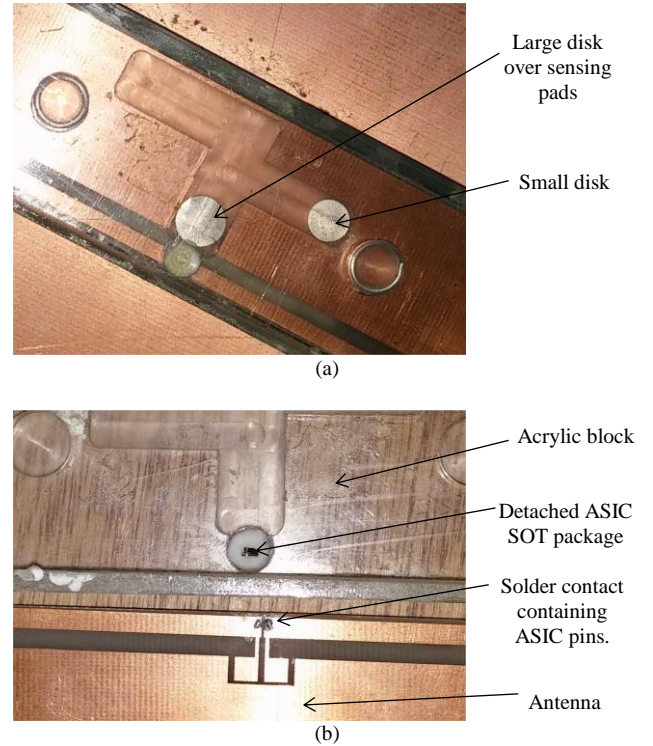 Large disk
over sensing
pads
Small disk
(a)
Acrylic block
Detached ASIC
SOT package
Solder contact
containing
ASIC pins.
Antenna
(b)